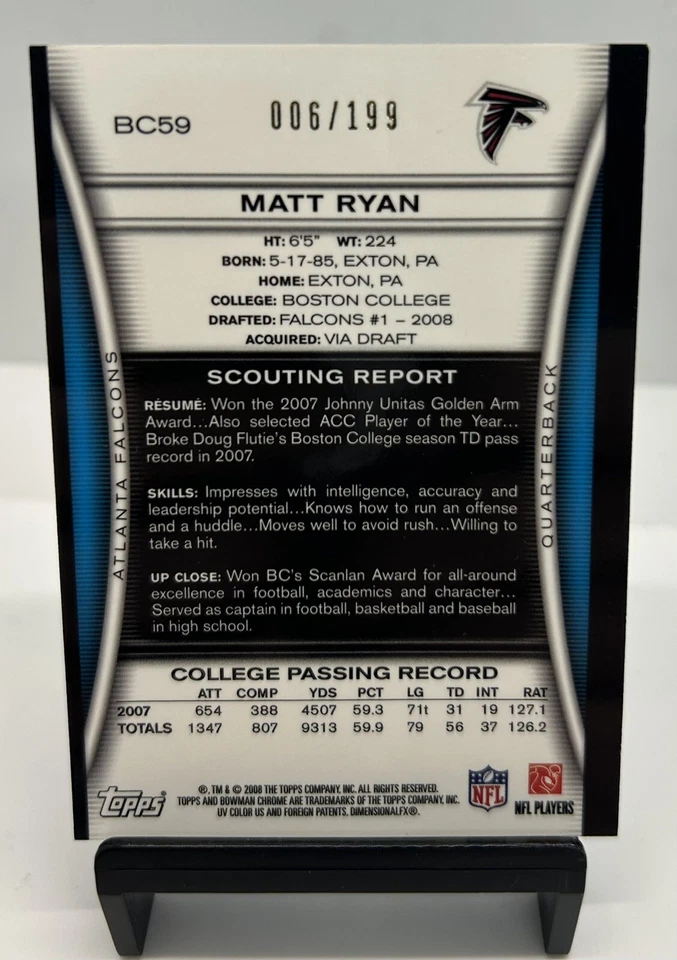 BC59 006/199
MATT RYAN
HT: 6'5" WT: 224
BORN: 5-17-85, EXTON, PA
HOME: EXTON, PA
COLLEGE: BOSTON COLLEGE
DRAFTED: FALCONS #1 – 2008
ACQUIRED: VIA DRAFT
ATLANTA FALCONS
QUARTERBACK
SCOUTING REPORT
RÉSUMÉ: Won the 2007 Johnny Unitas Golden Arm
Award...Also selected ACC Player of the Year...
Broke Doug Flutie's Boston College season TD pass
record in 2007.
SKILLS: Impresses with intelligence, accuracy and
leadership potential...Knows how to run an offense
and a huddle...Moves well to avoid rush...Willing to
take a hit.
UP CLOSE: Won BC's Scanlan Award for all-around
excellence in football, academics and character...
Served as captain in football, basketball and baseball
in high school.
COLLEGE PASSING RECORD
ATT COMP YDS PCT LG TD INT RAT
2007 654 388 4507 59.3 71t 31 19 127.1
TOTALS 1347 807 9313 59.9 79 56 37 126.2
Topps
®, TM & © 2008 THE TOPPS COMPANY, INC. ALL RIGHTS RESERVED.
TOPPS AND BOWMAN CHROME ARE TRADEMARKS OF THE TOPPS COMPANY, INC.
UV COLOR US AND FOREIGN PATENTS. DIMENSIONALFX®.
NFL
NFL PLAYERS